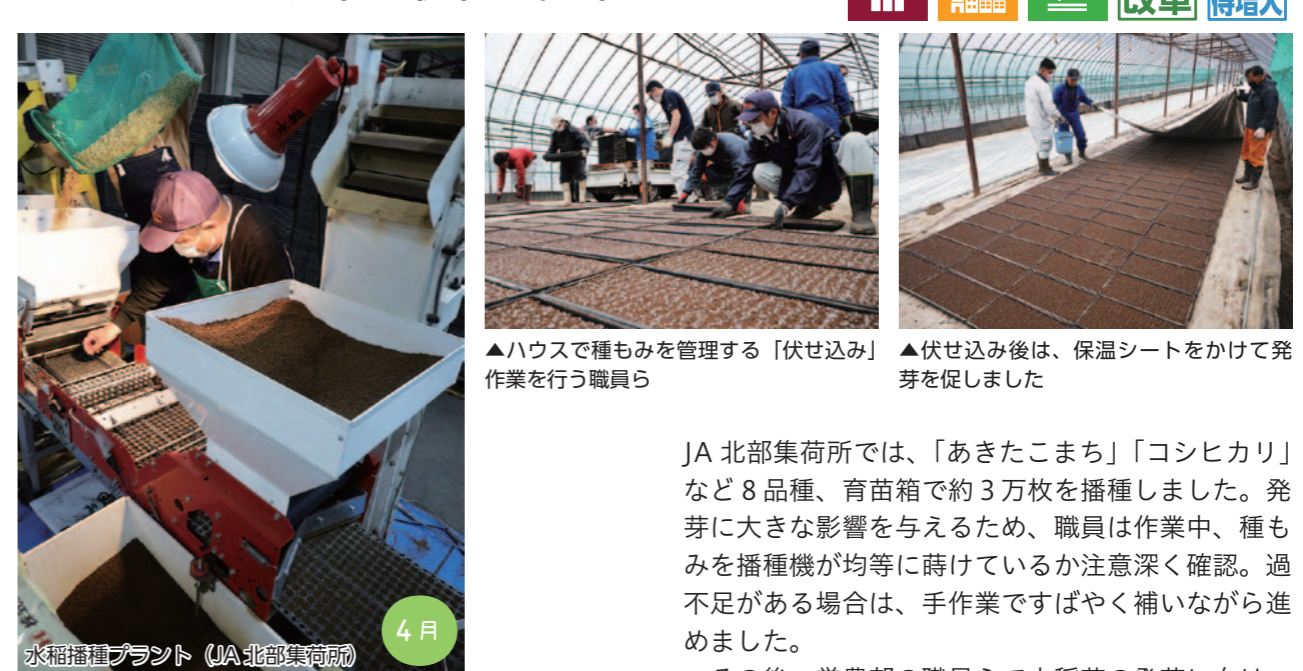 改革
水稲播種プラント（JA北部集荷所）
4月
▲ハウスで種もみを管理する「伏せ込み」
作業を行う職員ら
▲伏せ込み後は、保温シートをかけて発
芽を促しました
JA 北部集荷所では、「あきたこまち」「コシヒカリ」
など 8 品種、育苗箱で約 3 万枚を播種しました。発
芽に大きな影響を与えるため、職員は作業中、種も
みを播種機が均等に蒔けているか注意深く確認。過
不足がある場合は、手作業ですばやく補いながら進
めました。